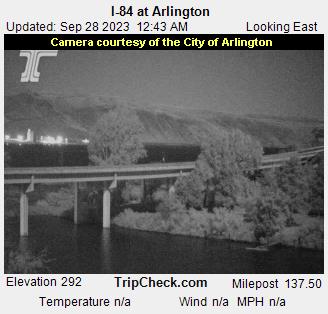 I-84 at Arlington
Updated: Sep 28 2023 12:43 AM Looking East
Camera courtesy of the City of Arlington
Elevation 292 TripCheck.com Milepost 137.50
Temperature n/a Wind n/a MPH n/a